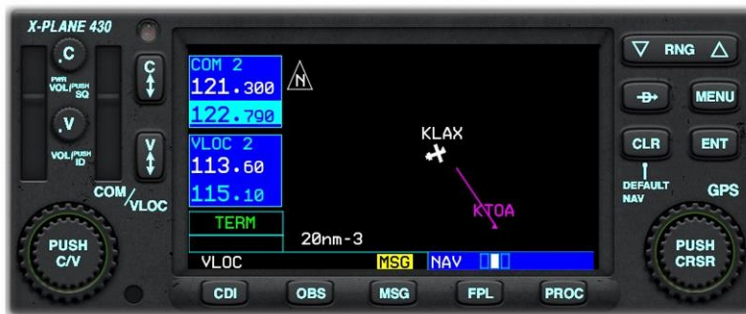 X-PLANE 430
C
PWR
VOL/PUSH
SQ
V
VOL/PUSH
ID
C
V
COM/VLOC
PUSH
C/V
COM 2
121.300
122.790
VLOC 2
113.60
115.10
TERM
N
KLAX
KTOA
20nm-3
VLOC
MSG
NAV
CDI
OBS
MSG
FPL
PROC
RNG
D
MENU
CLR
ENT
DEFAULT
NAV
GPS
PUSH
CRSR